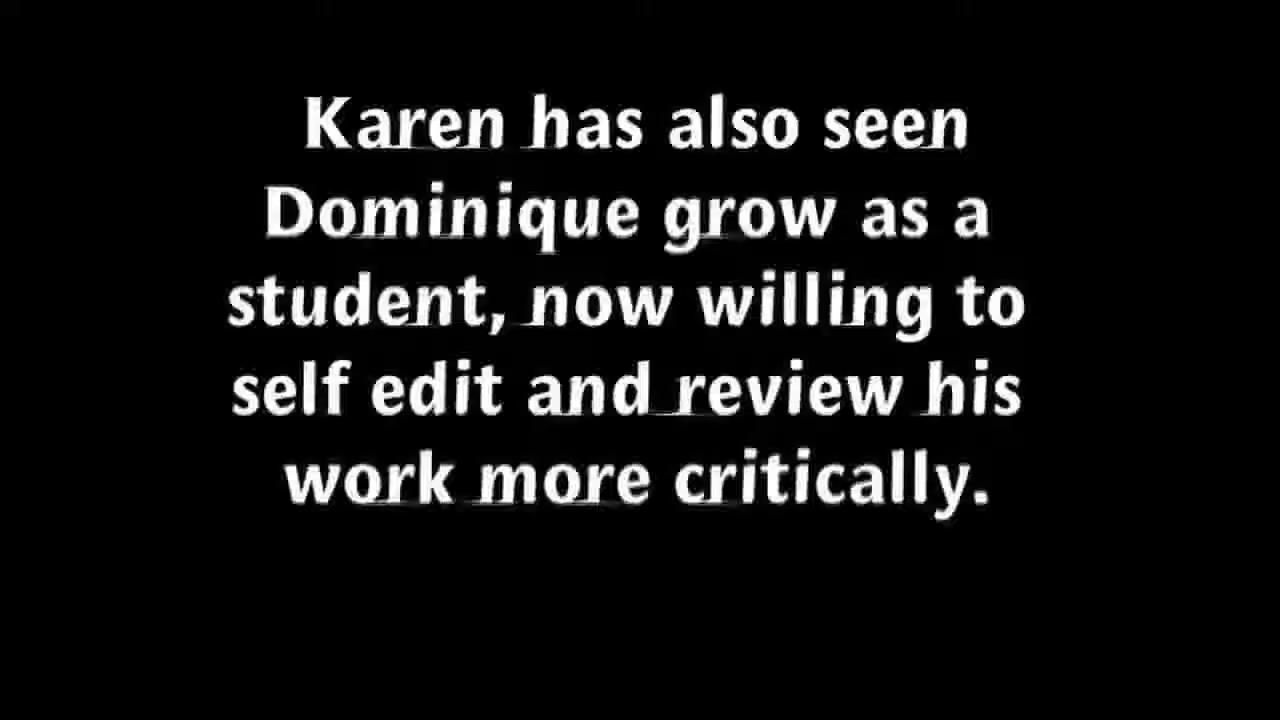 Karen has also seen
Dominique grow as a
student, now willing to
self edit and review his
work more critically.